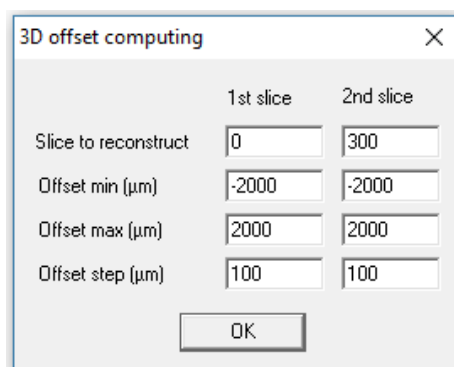 3D offset computing
1st slice 2nd slice
Slice to reconstruct 0 300
Offset min (µm) -2000 -2000
Offset max (µm) 2000 2000
Offset step (µm) 100 100
OK